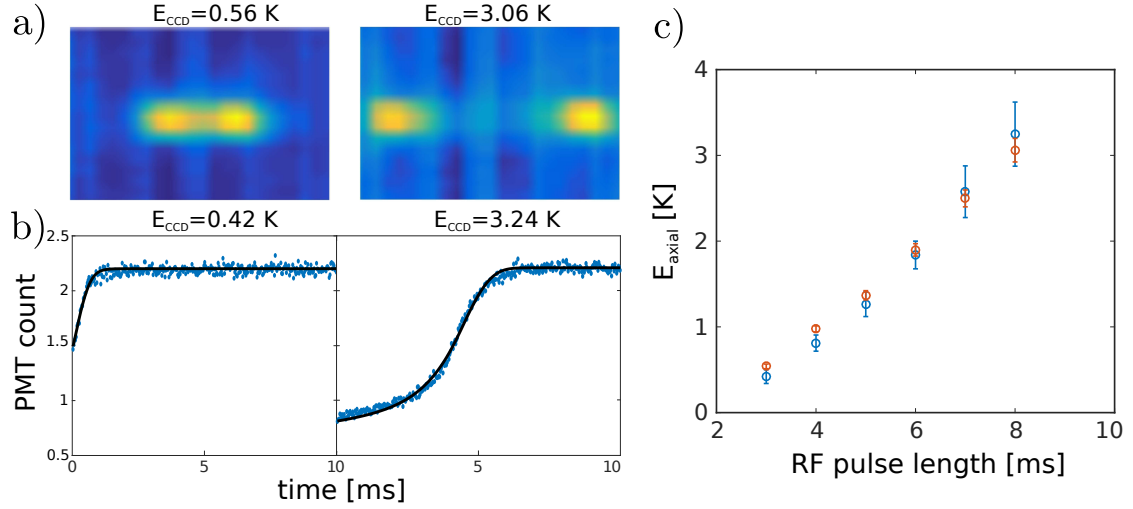 a)
E_CCD=0.56 K
E_CCD=3.06 K
b)
E_CCD=0.42 K
E_CCD=3.24 K
2.5
2
1.5
1
0.5
PMT count
0
5
10
5
10
time [ms]
c)
4
3
2
1
0
E_axial [K]
2
4
6
8
10
RF pulse length [ms]